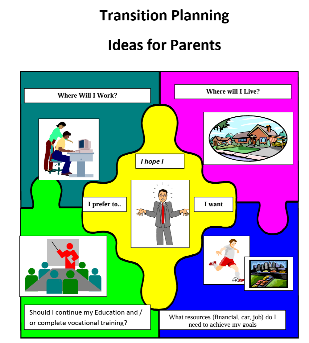 Transition Planning
Ideas for Parents
Where Will I Work?
Where will I Live?
I hope I
I prefer to..
I want
Should I continue my Education and /
or complete vocational training?
What resources (financial, car, job) do I
need to achieve my goals